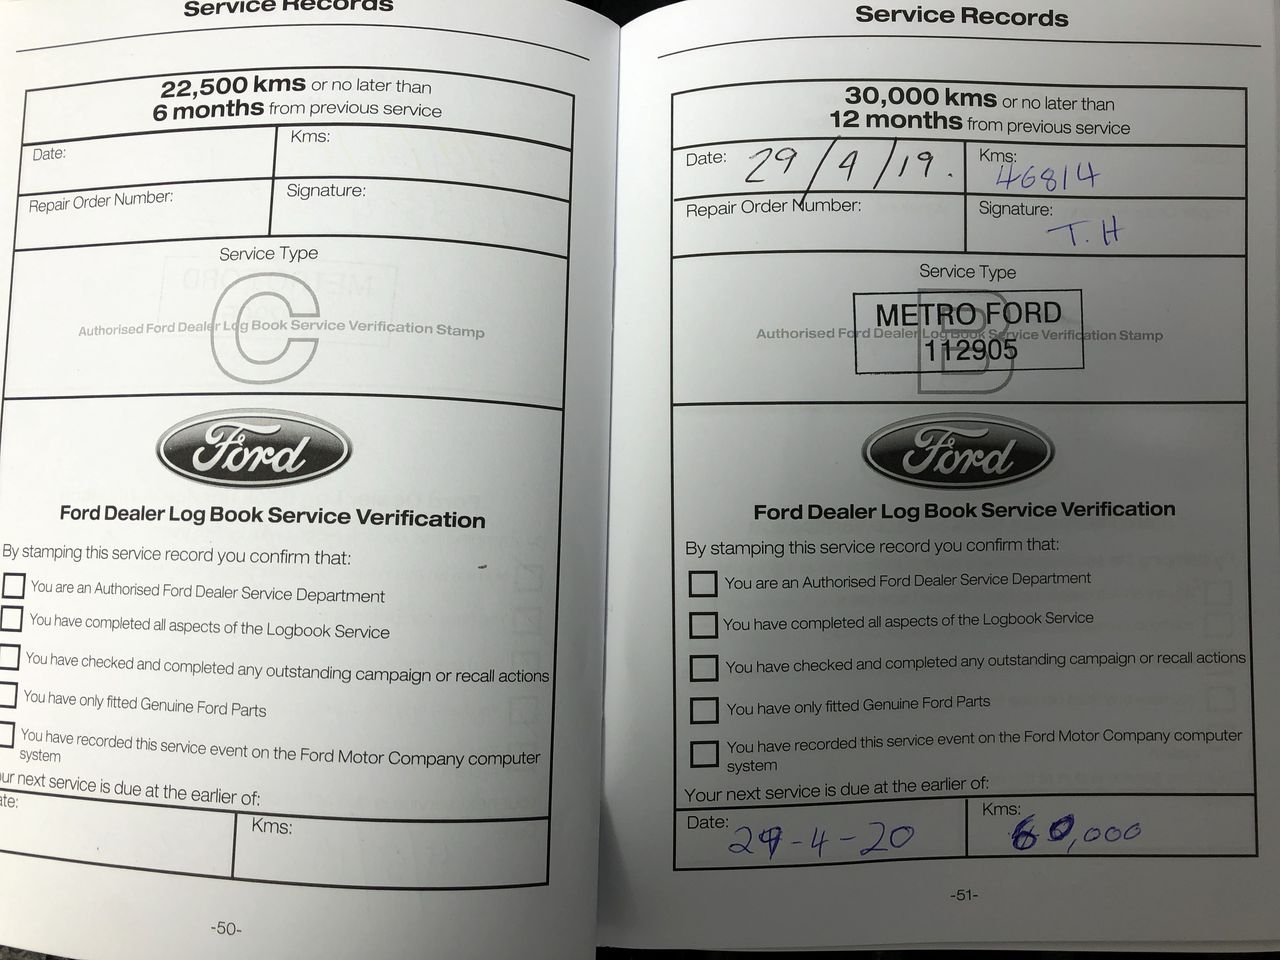 Service Records
22,500 kms or no later than
6 months from previous service
Date:
Kms:
Repair Order Number:
Signature:
Service Type
C
Authorised Ford Dealer Log Book Service Verification Stamp
Ford
Ford Dealer Log Book Service Verification
By stamping this service record you confirm that:
You are an Authorised Ford Dealer Service Department
You have completed all aspects of the Logbook Service
You have checked and completed any outstanding campaign or recall actions
You have only fitted Genuine Ford Parts
You have recorded this service event on the Ford Motor Company computer
system
ur next service is due at the earlier of:
ate:
Kms:
-50-
Service Records
30,000 kms or no later than
12 months from previous service
Date: 29/4/19.
Kms: 46814
Repair Order Number:
Signature: T.H
Service Type
B
METRO FORD
Authorised Ford Dealer Log Book Service Verification Stamp
112905
Ford
Ford Dealer Log Book Service Verification
By stamping this service record you confirm that:
You are an Authorised Ford Dealer Service Department
You have completed all aspects of the Logbook Service
You have checked and completed any outstanding campaign or recall actions
You have only fitted Genuine Ford Parts
You have recorded this service event on the Ford Motor Company computer
system
Your next service is due at the earlier of:
Date: 29-4-20
Kms: 60,000
-51-